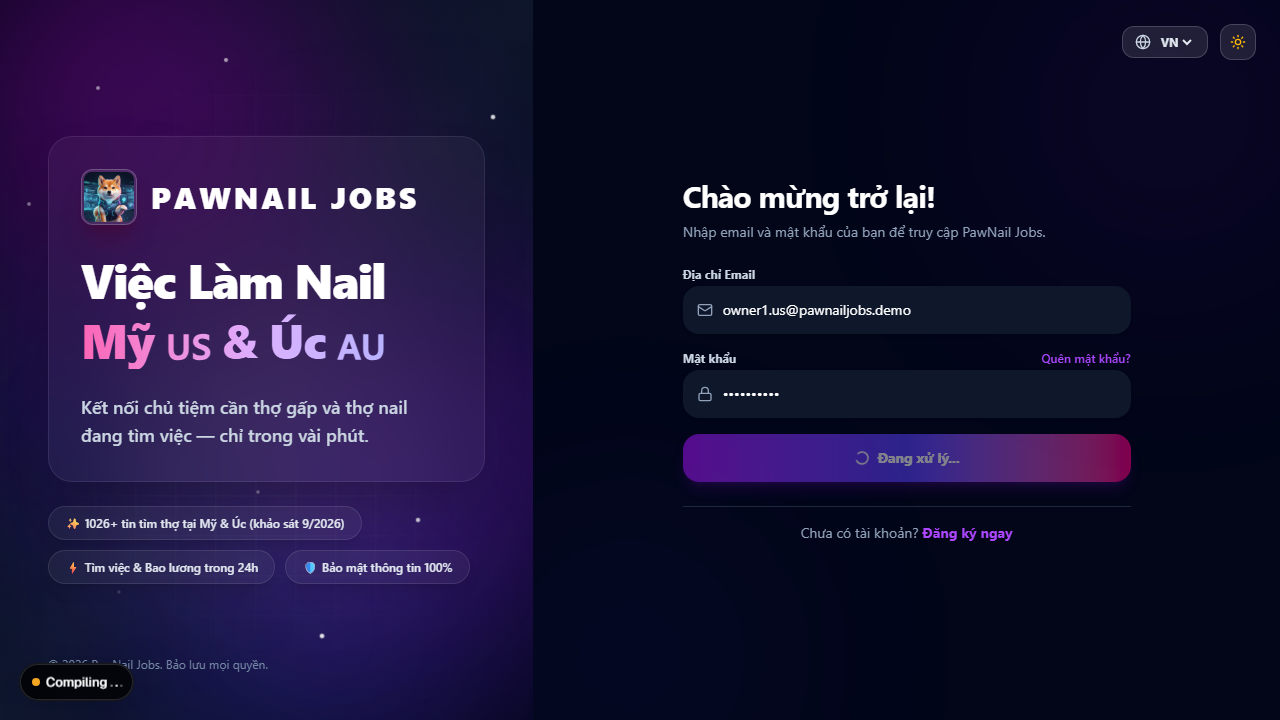 VN
PAWNAIL JOBS
Việc Làm Nail
Mỹ US & Úc AU
Kết nối chủ tiệm cần thợ gấp và thợ nail
đang tìm việc — chỉ trong vài phút.
✨ 1026+ tin tìm thợ tại Mỹ & Úc (khảo sát 9/2026)
⚡ Tìm việc & Bao lương trong 24h
🛡️ Bảo mật thông tin 100%
Nail Jobs. Bảo lưu mọi quyền.
Compiling ...
Chào mừng trở lại!
Nhập email và mật khẩu của bạn để truy cập PawNail Jobs.
Địa chỉ Email
owner1.us@pawnailjobs.demo
Mật khẩu
Quên mật khẩu?
••••••••••
Đang xử lý...
Chưa có tài khoản? Đăng ký ngay